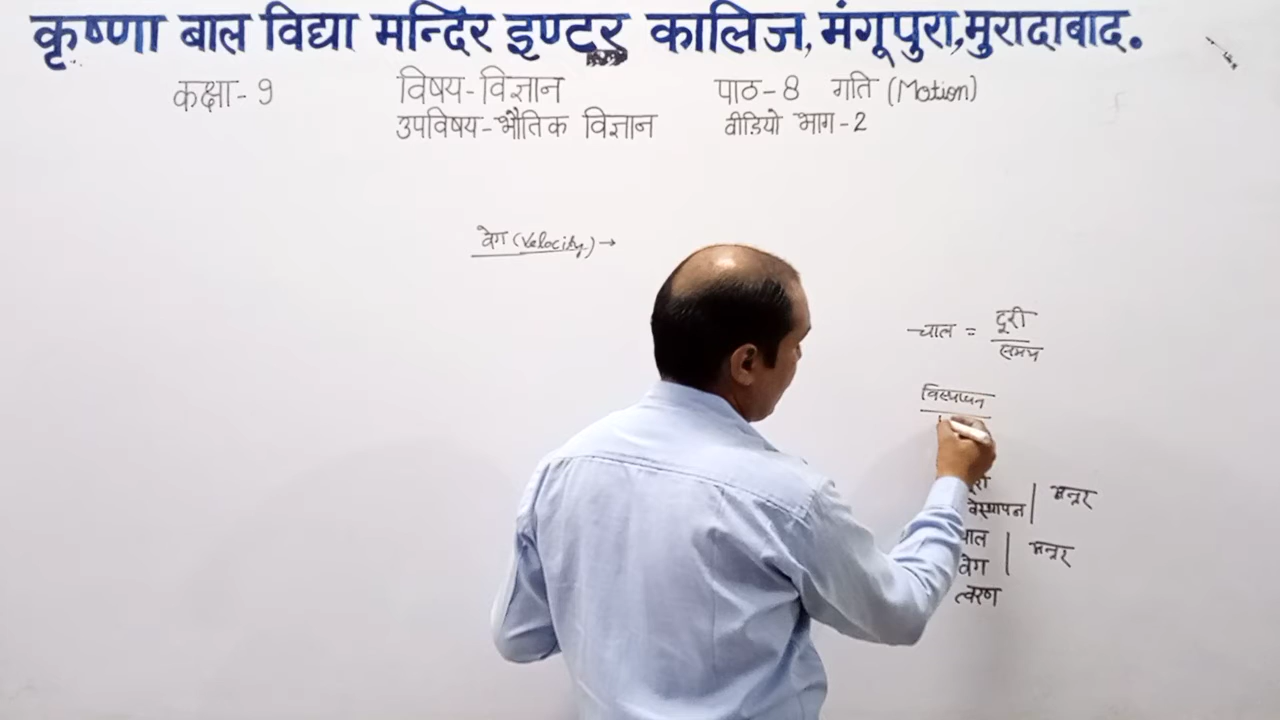 कृष्णा बाल विद्या मन्दिर इण्टर कालिज, मंगूपुरा, मुरादाबाद.
कक्षा - 9 विषय - विज्ञान पाठ - 8 गति (Motion)
उपविषय - भौतिक विज्ञान वीडियो भाग - 2
वेग (Velocity) →
चाल = दूरी
समय
विस्थापन
विस्थापन अन्तर
वेग अन्तर
त्वरण